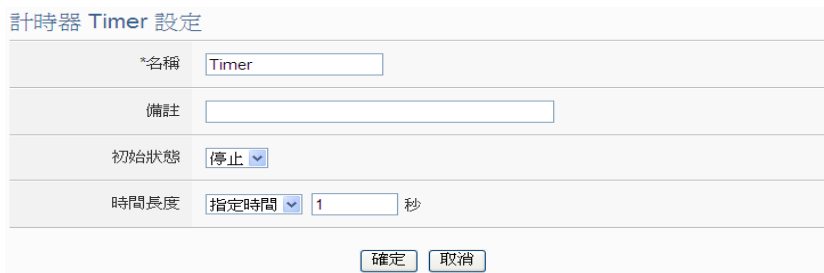 計時器 Timer 設定
*名稱 Timer
備註
初始狀態 停止
時間長度 指定時間 1 秒
確定 取消